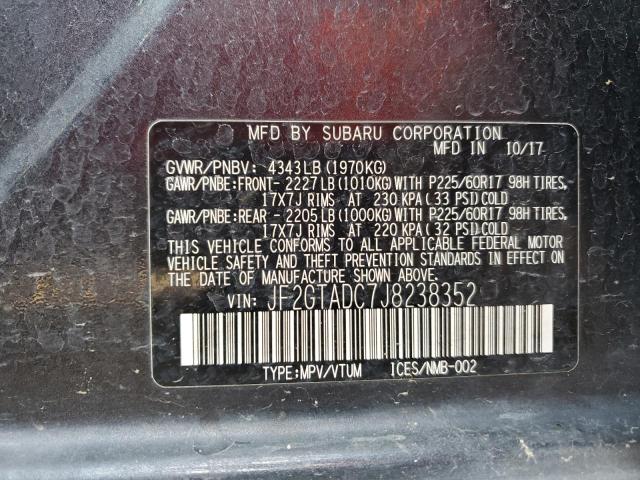 MFD BY SUBARU CORPORATION
MFD IN 10/17
GVWR/PNBV: 4343LB(1970KG)
GAWR/PNBE:FRONT- 2227LB(1010KG)WITH P225/60R17 98H TIRES,
17X7J RIMS AT 230 KPA(33 PSI)COLD
GAWR/PNBE:REAR - 2205LB(1000KG)WITH P225/60R17 98H TIRES,
17X7J RIMS AT 220 KPA(32 PSI)COLD
THIS VEHICLE CONFORMS TO ALL APPLICABLE FEDERAL MOTOR
VEHICLE SAFETY AND THEFT PREVENTION STANDARDS IN EFFECT ON
THE DATE OF MANUFACTURE SHOWN ABOVE.
VIN: JF2GTADC7J8238352
TYPE:MPV/VTUM ICES/NMB-002